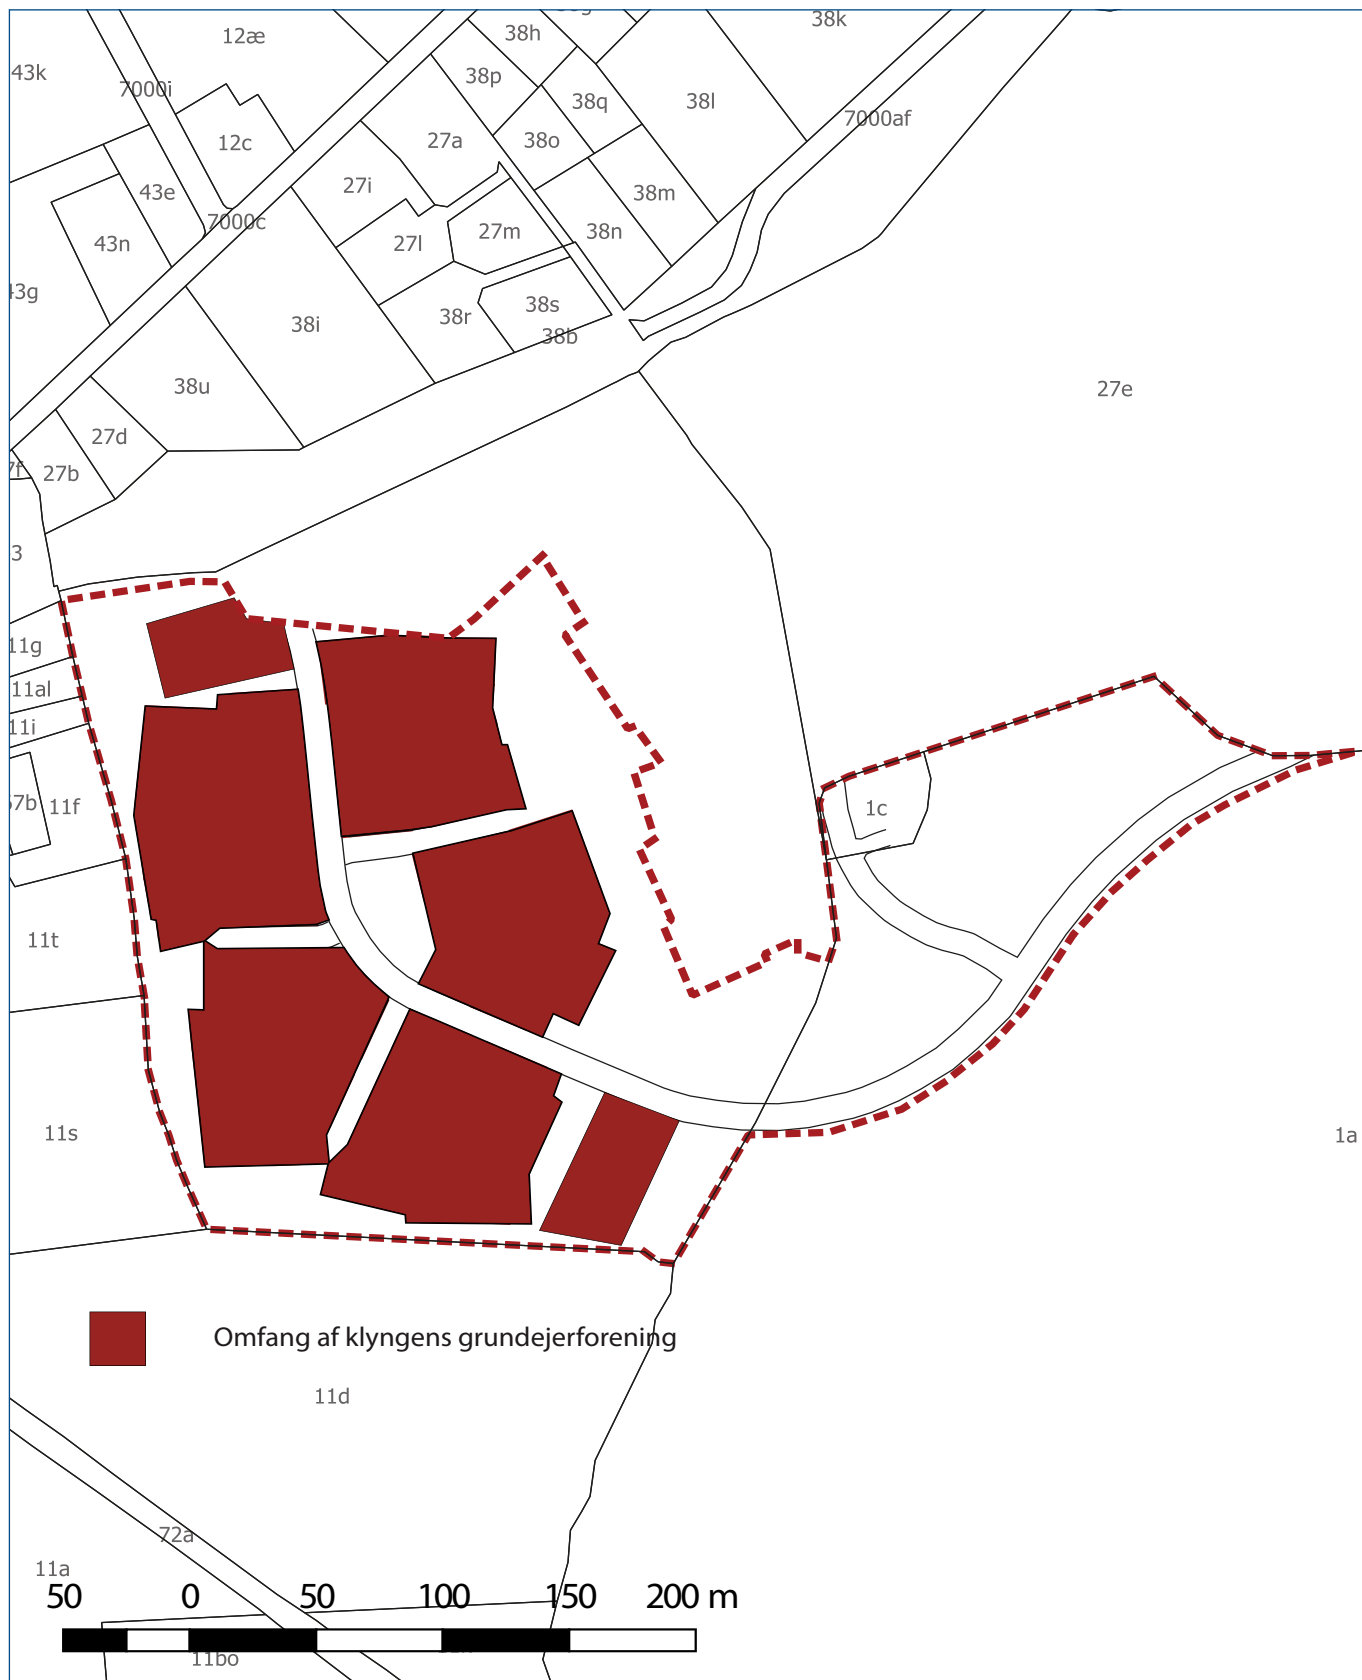 38k
12æ
38h
43k
38p
7000i
38q
38l
7000af
12c
27a
38o
27i
43e
38m
7000c
27m
38n
43n
27l
38s
38r
38i
38b
38u
27e
27d
27b
3
11g
11al
11i
11f
1c
11t
11s
1a
Omfang af klyngens grundejerforening
11d
72a
11a
50 0 50 100 150 200 m
11bo